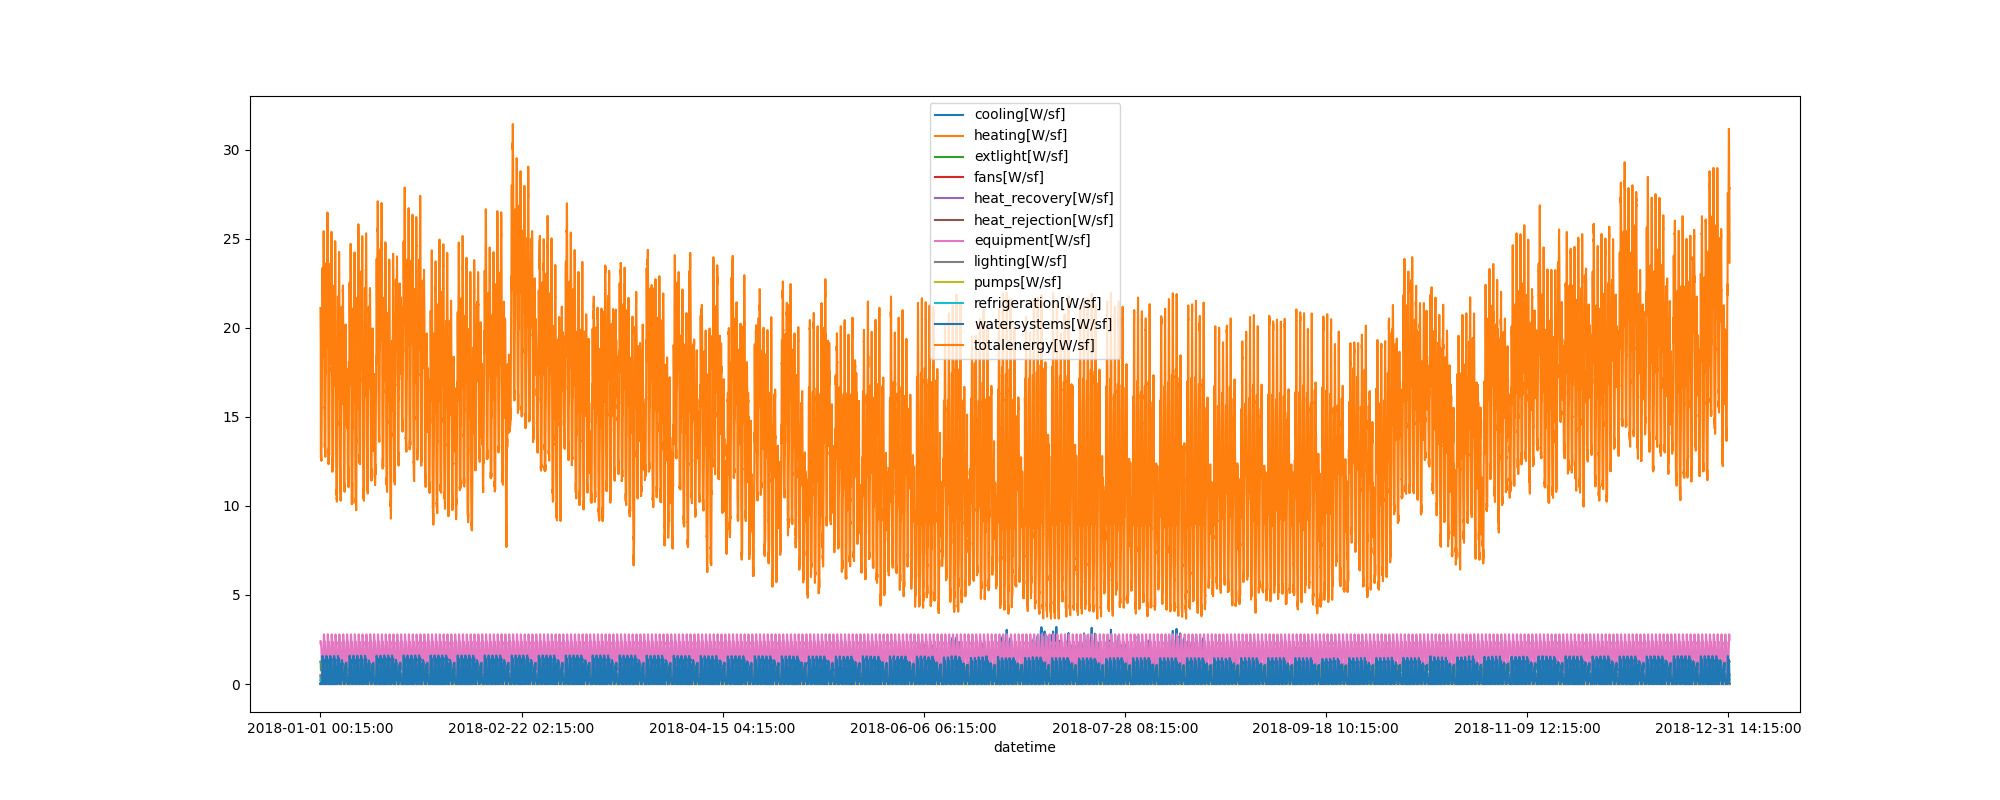 cooling[W/sf]
heating[W/sf]
extlight[W/sf]
fans[W/sf]
heat_recovery[W/sf]
heat_rejection[W/sf]
equipment[W/sf]
lighting[W/sf]
pumps[W/sf]
refrigeration[W/sf]
watersystems[W/sf]
totalenergy[W/sf]
30
25
20
15
10
5
0
2018-01-01 00:15:00 2018-02-22 02:15:00 2018-04-15 04:15:00 2018-06-06 06:15:00 2018-07-28 08:15:00 2018-09-18 10:15:00 2018-11-09 12:15:00 2018-12-31 14:15:00
datetime